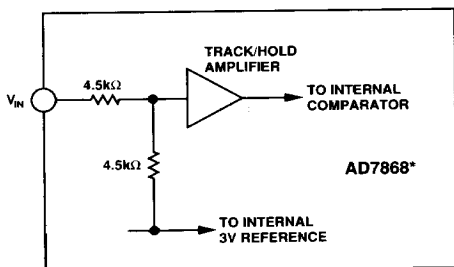 TRACK/HOLD
AMPLIFIER
4.5kΩ
V_IN
TO INTERNAL
COMPARATOR
4.5kΩ
AD7868*
TO INTERNAL
3V REFERENCE